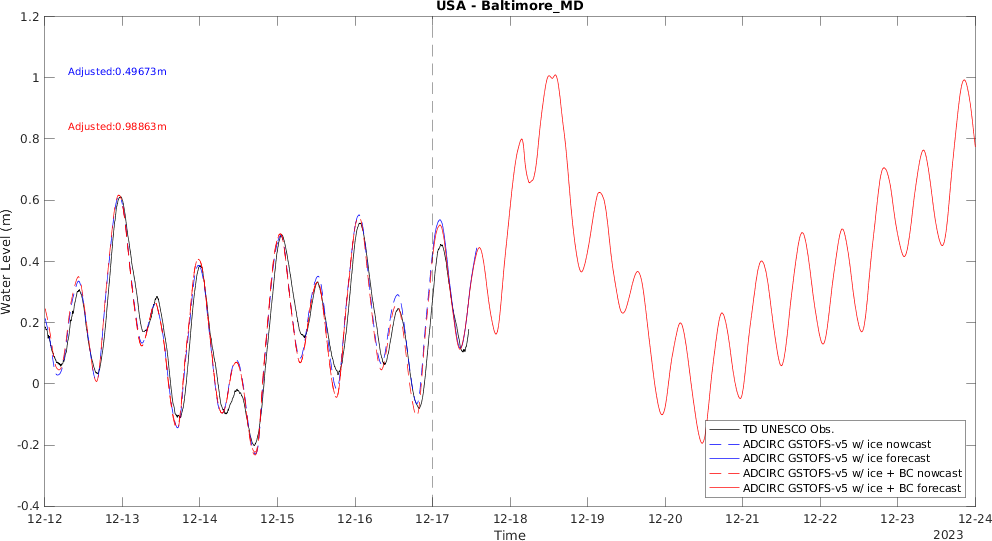 USA - Baltimore_MD
Adjusted:0.49673m
Adjusted:0.98863m
Water Level (m)
1.2
1
0.8
0.6
0.4
0.2
0
-0.2
-0.4
TD UNESCO Obs.
ADCIRC GSTOFS-v5 w/ ice nowcast
ADCIRC GSTOFS-v5 w/ ice forecast
ADCIRC GSTOFS-v5 w/ ice + BC nowcast
ADCIRC GSTOFS-v5 w/ ice + BC forecast
12-12 12-13 12-14 12-15 12-16 12-17 12-18 12-19 12-20 12-21 12-22 12-23 12-24
Time
2023